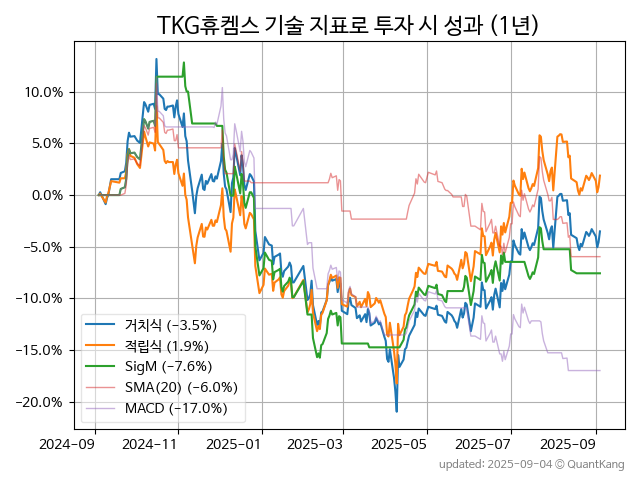 TKG휴켐스 기술 지표로 투자 시 성과 (1년)
10.0%
5.0%
0.0%
−5.0%
−10.0%
−15.0%
−20.0%
거치식 (−3.5%)
적립식 (1.9%)
SigM (−7.6%)
SMA(20) (−6.0%)
MACD (−17.0%)
2024-09 2024-11 2025-01 2025-03 2025-05 2025-07 2025-09
updated: 2025-09-04 © QuantKang